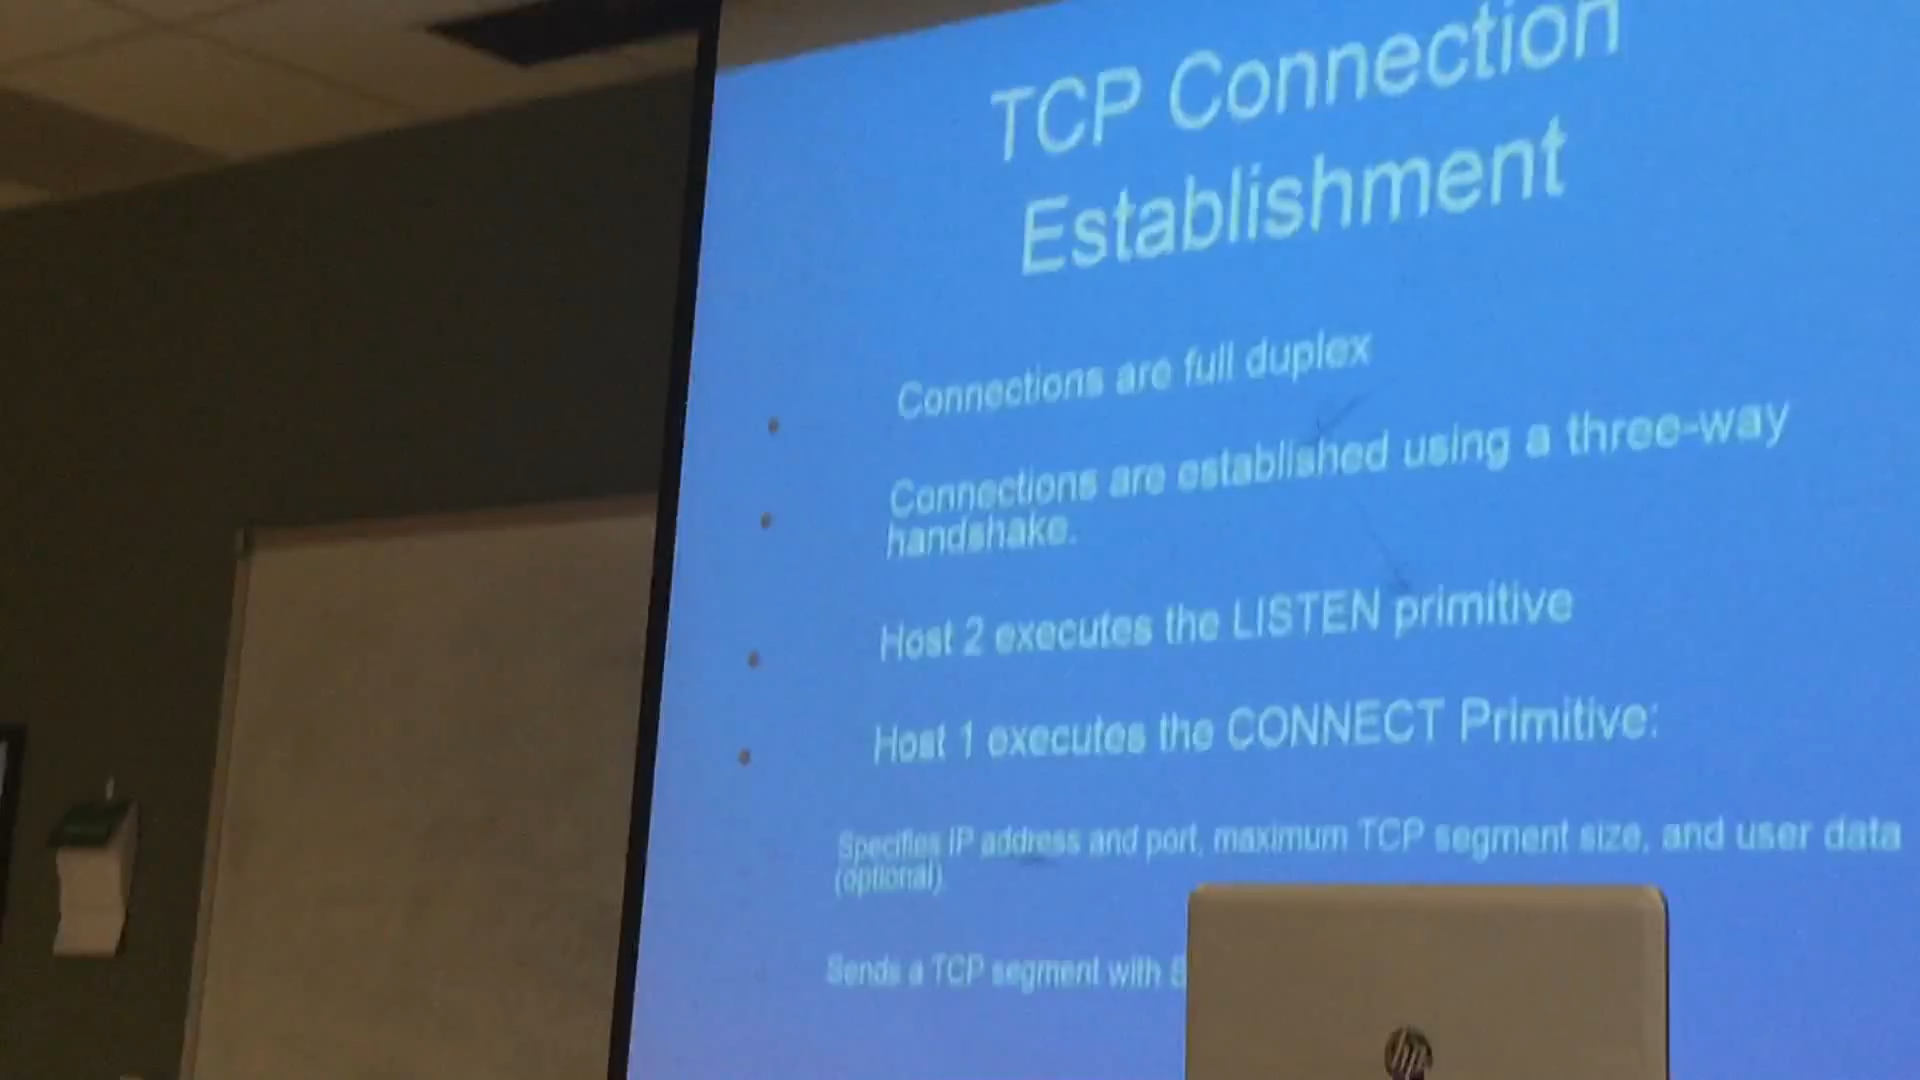 TCP Connection
Establishment
Connections are full duplex
Connections are established using a three-way
handshake.
Host 2 executes the LISTEN primitive
Host 1 executes the CONNECT Primitive:
Specifies IP address and port, maximum TCP segment size, and user data
(optional)
Sends a TCP segment with S
hp